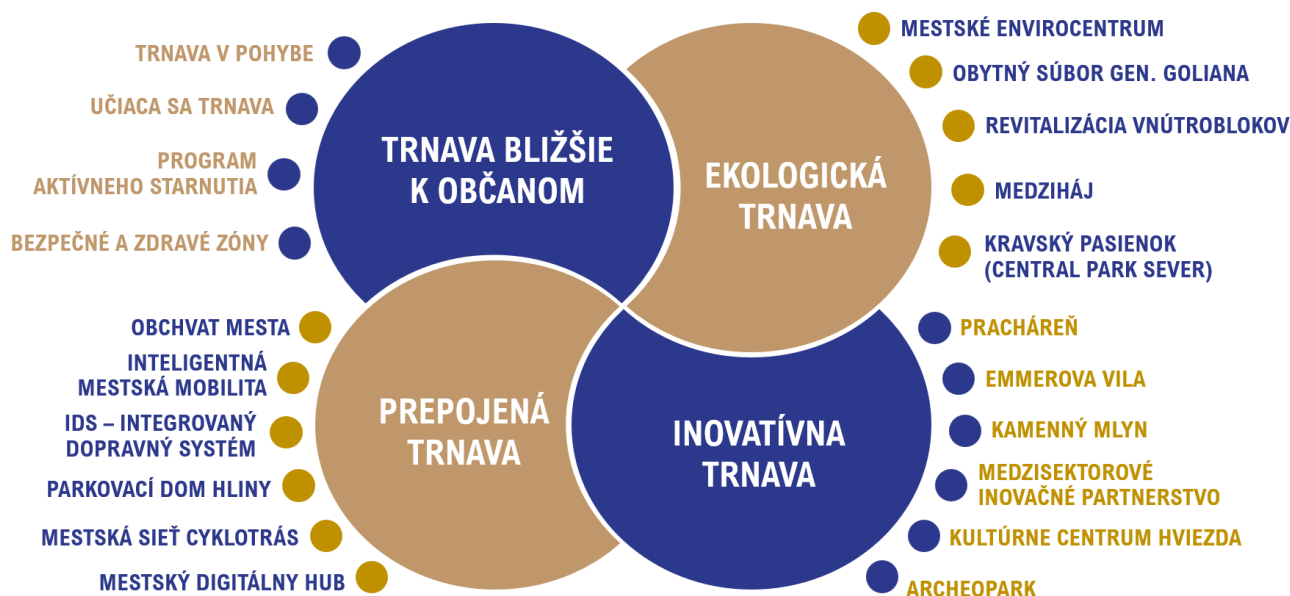 TRNAVA V POHYBE
UČIACA SA TRNAVA
PROGRAM
AKTÍVNEHO STARNUTIA
BEZPEČNÉ A ZDRAVÉ ZÓNY
TRNAVA BLIŽŠIE
K OBČANOM
EKOLOGICKÁ
TRNAVA
MESTSKÉ ENVIROCENTRUM
OBYTNÝ SÚBOR GEN. GOLIANA
REVITALIZÁCIA VNÚTROBLOKOV
MEDZIHÁJ
KRAVSKÝ PASIENOK
(CENTRAL PARK SEVER)
OBCHVAT MESTA
INTELIGENTNÁ
MESTSKÁ MOBILITA
IDS – INTEGROVANÝ
DOPRAVNÝ SYSTÉM
PARKOVACÍ DOM HLINY
MESTSKÁ SIEŤ CYKLOTRÁS
MESTSKÝ DIGITÁLNY HUB
PREPOJENÁ
TRNAVA
INOVATÍVNA
TRNAVA
PRACHÁREŇ
EMMEROVA VILA
KAMENNÝ MLYN
MEDZISEKTOROVÉ
INOVAČNÉ PARTNERSTVO
KULTÚRNE CENTRUM HVIEZDA
ARCHEOPARK